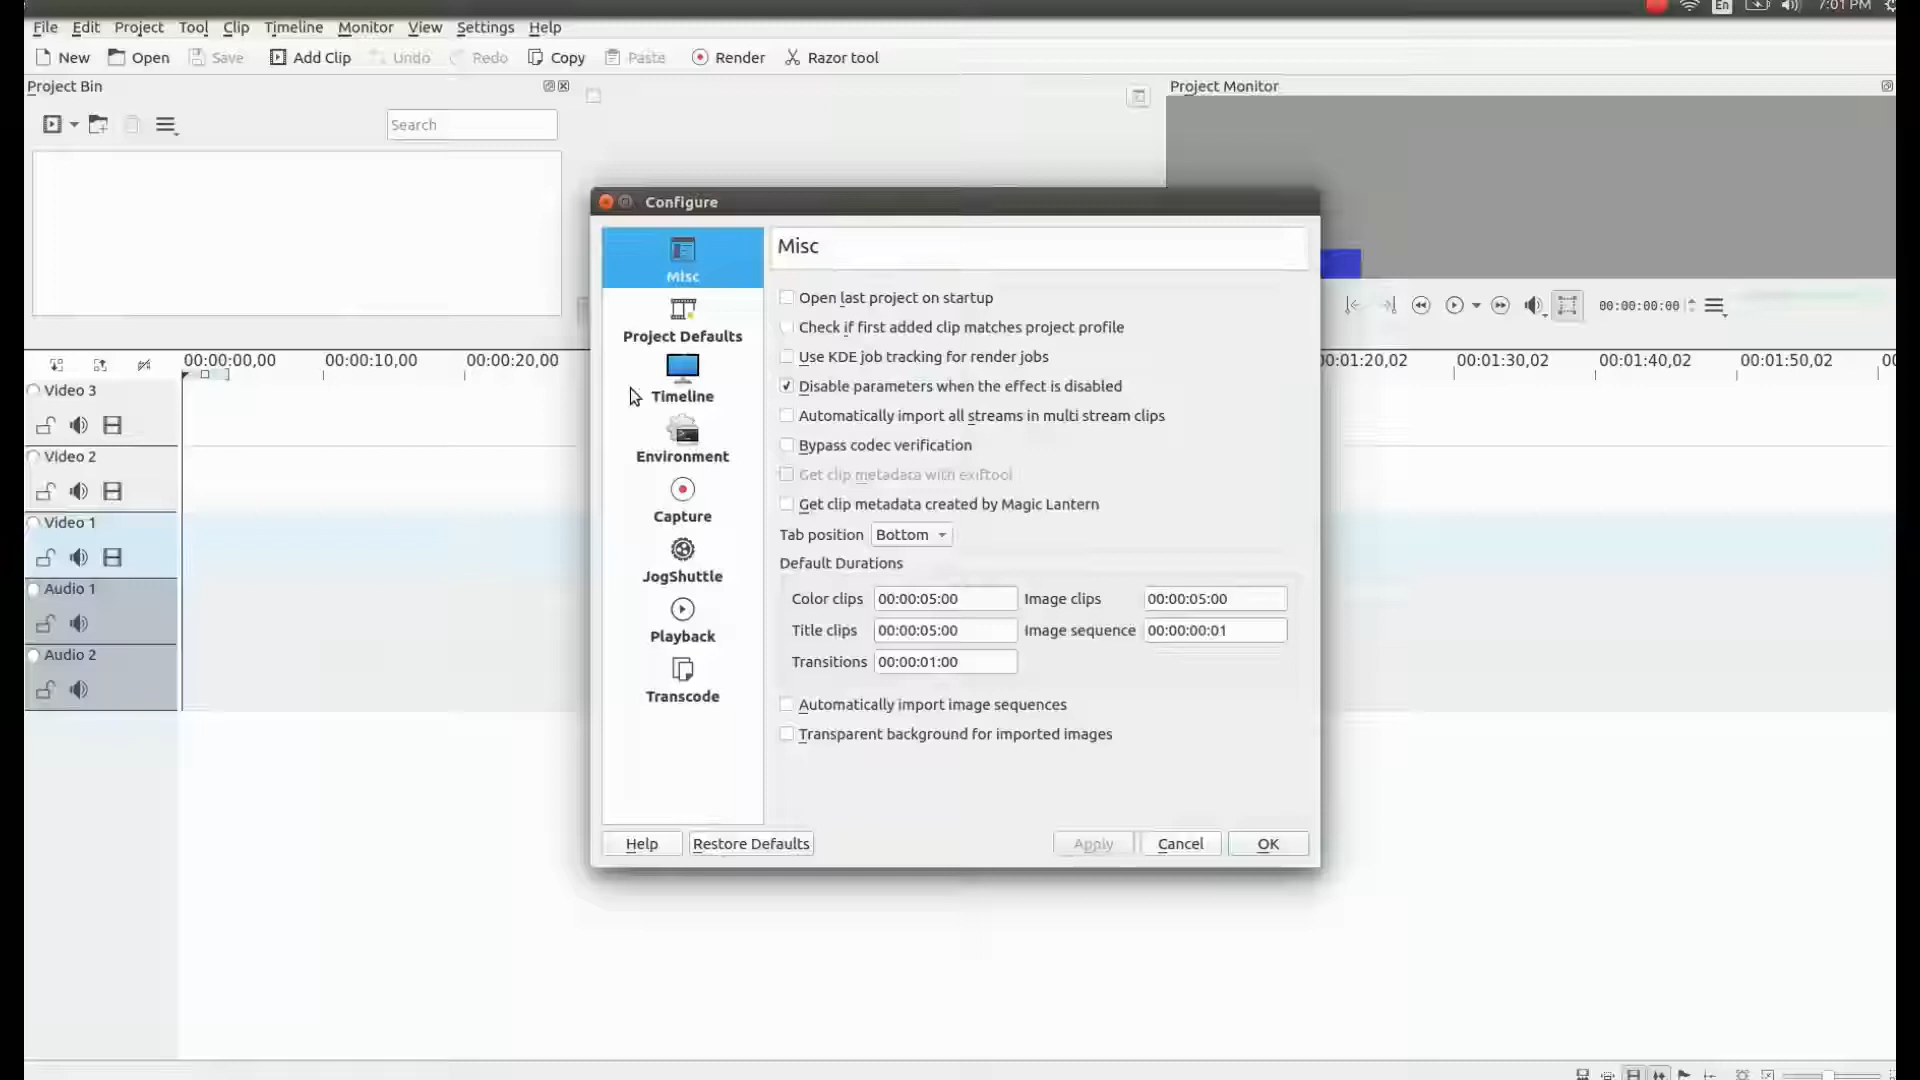 En 7:01 PM
File Edit Project Tool Clip Timeline Monitor View Settings Help
New Open Save Add Clip Undo Redo Copy Paste Render Razor tool
Project Bin
Project Monitor
Search
Configure
Misc
Project Defaults
Timeline
Environment
Capture
JogShuttle
Playback
Transcode
Misc
Open last project on startup
Check if first added clip matches project profile
Use KDE job tracking for render jobs
Disable parameters when the effect is disabled
Automatically import all streams in multi stream clips
Bypass codec verification
Get clip metadata with exiftool
Get clip metadata created by Magic Lantern
Tab position Bottom
Default Durations
Color clips 00:00:05:00 Image clips 00:00:05:00
Title clips 00:00:05:00 Image sequence 00:00:00:01
Transitions 00:00:01:00
Automatically import image sequences
Transparent background for imported images
Help Restore Defaults Apply Cancel OK
00:00:00:00
00:00:00,00 00:00:10,00 00:00:20,00 00:01:20,02 00:01:30,02 00:01:40,02 00:01:50,02
Video 3
Video 2
Video 1
Audio 1
Audio 2